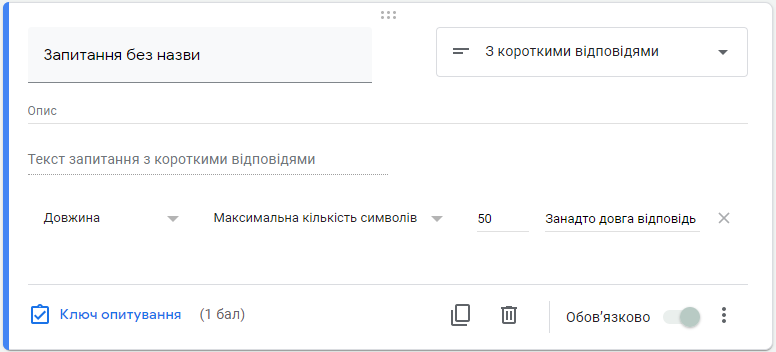 Запитання без назви
З короткими відповідями
Опис
Текст запитання з короткими відповідями
Довжина Максимальна кількість символів 50 Занадто довга відповідь
Ключ опитування (1 бал) Обов’язково